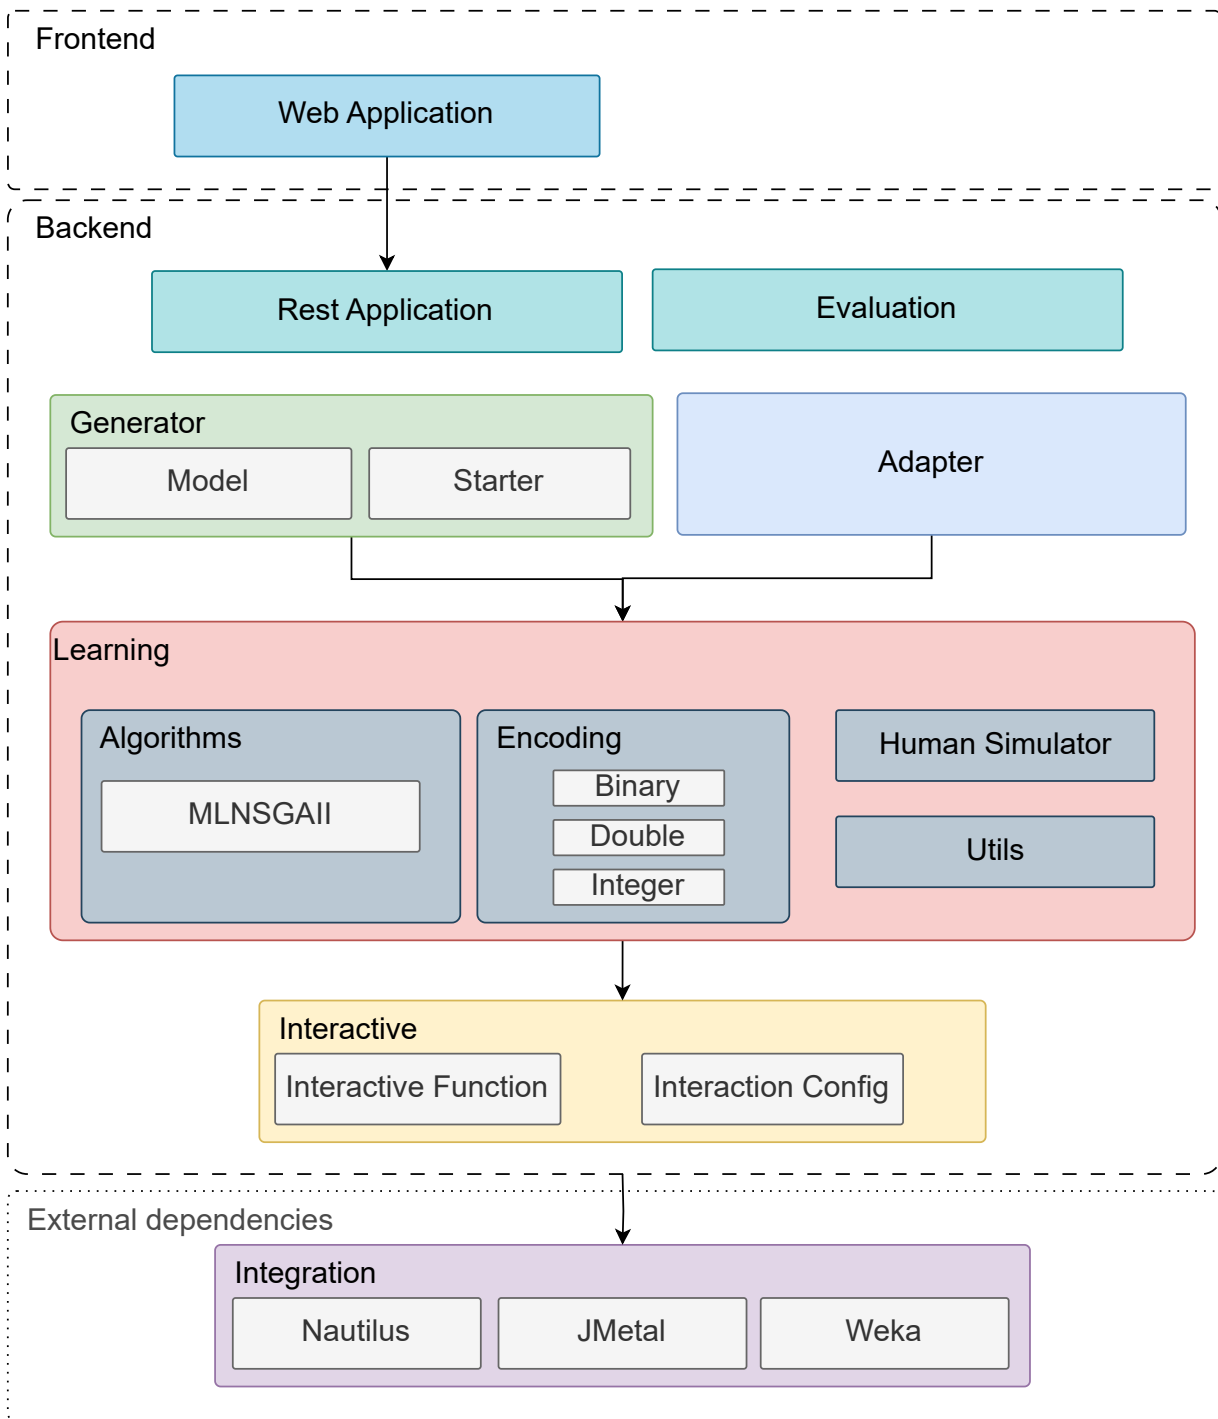 Frontend
Web Application
Backend
Rest Application
Evaluation
Generator
Model
Starter
Adapter
Learning
Algorithms
MLNSGAII
Encoding
Binary
Double
Integer
Human Simulator
Utils
Interactive
Interactive Function
Interaction Config
External dependencies
Integration
Nautilus
JMetal
Weka